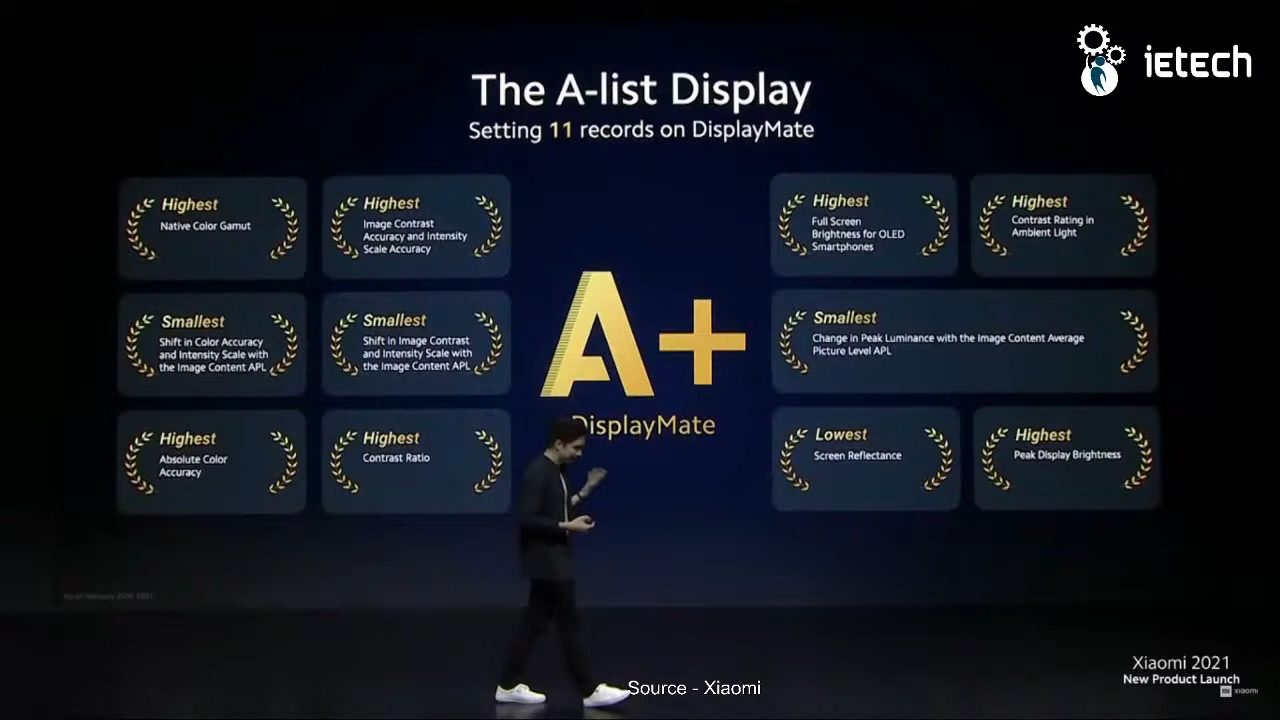 ietech
The A-list Display
Setting 11 records on DisplayMate
Highest
Native Color Gamut
Highest
Image Contrast
Accuracy and Intensity
Scale Accuracy
Highest
Full Screen
Brightness for OLED
Smartphones
Highest
Contrast Rating in
Ambient Light
Smallest
Shift in Color Accuracy
and Intensity Scale with
the Image Content APL
Smallest
Shift in Image Contrast
and Intensity Scale with
the Image Content APL
A+
DisplayMate
Smallest
Change in Peak Luminance with the Image Content Average
Picture Level APL
Highest
Absolute Color
Accuracy
Highest
Contrast Ratio
Lowest
Screen Reflectance
Highest
Peak Display Brightness
Xiaomi 2021
New Product Launch
mi xiaomi
Source - Xiaomi